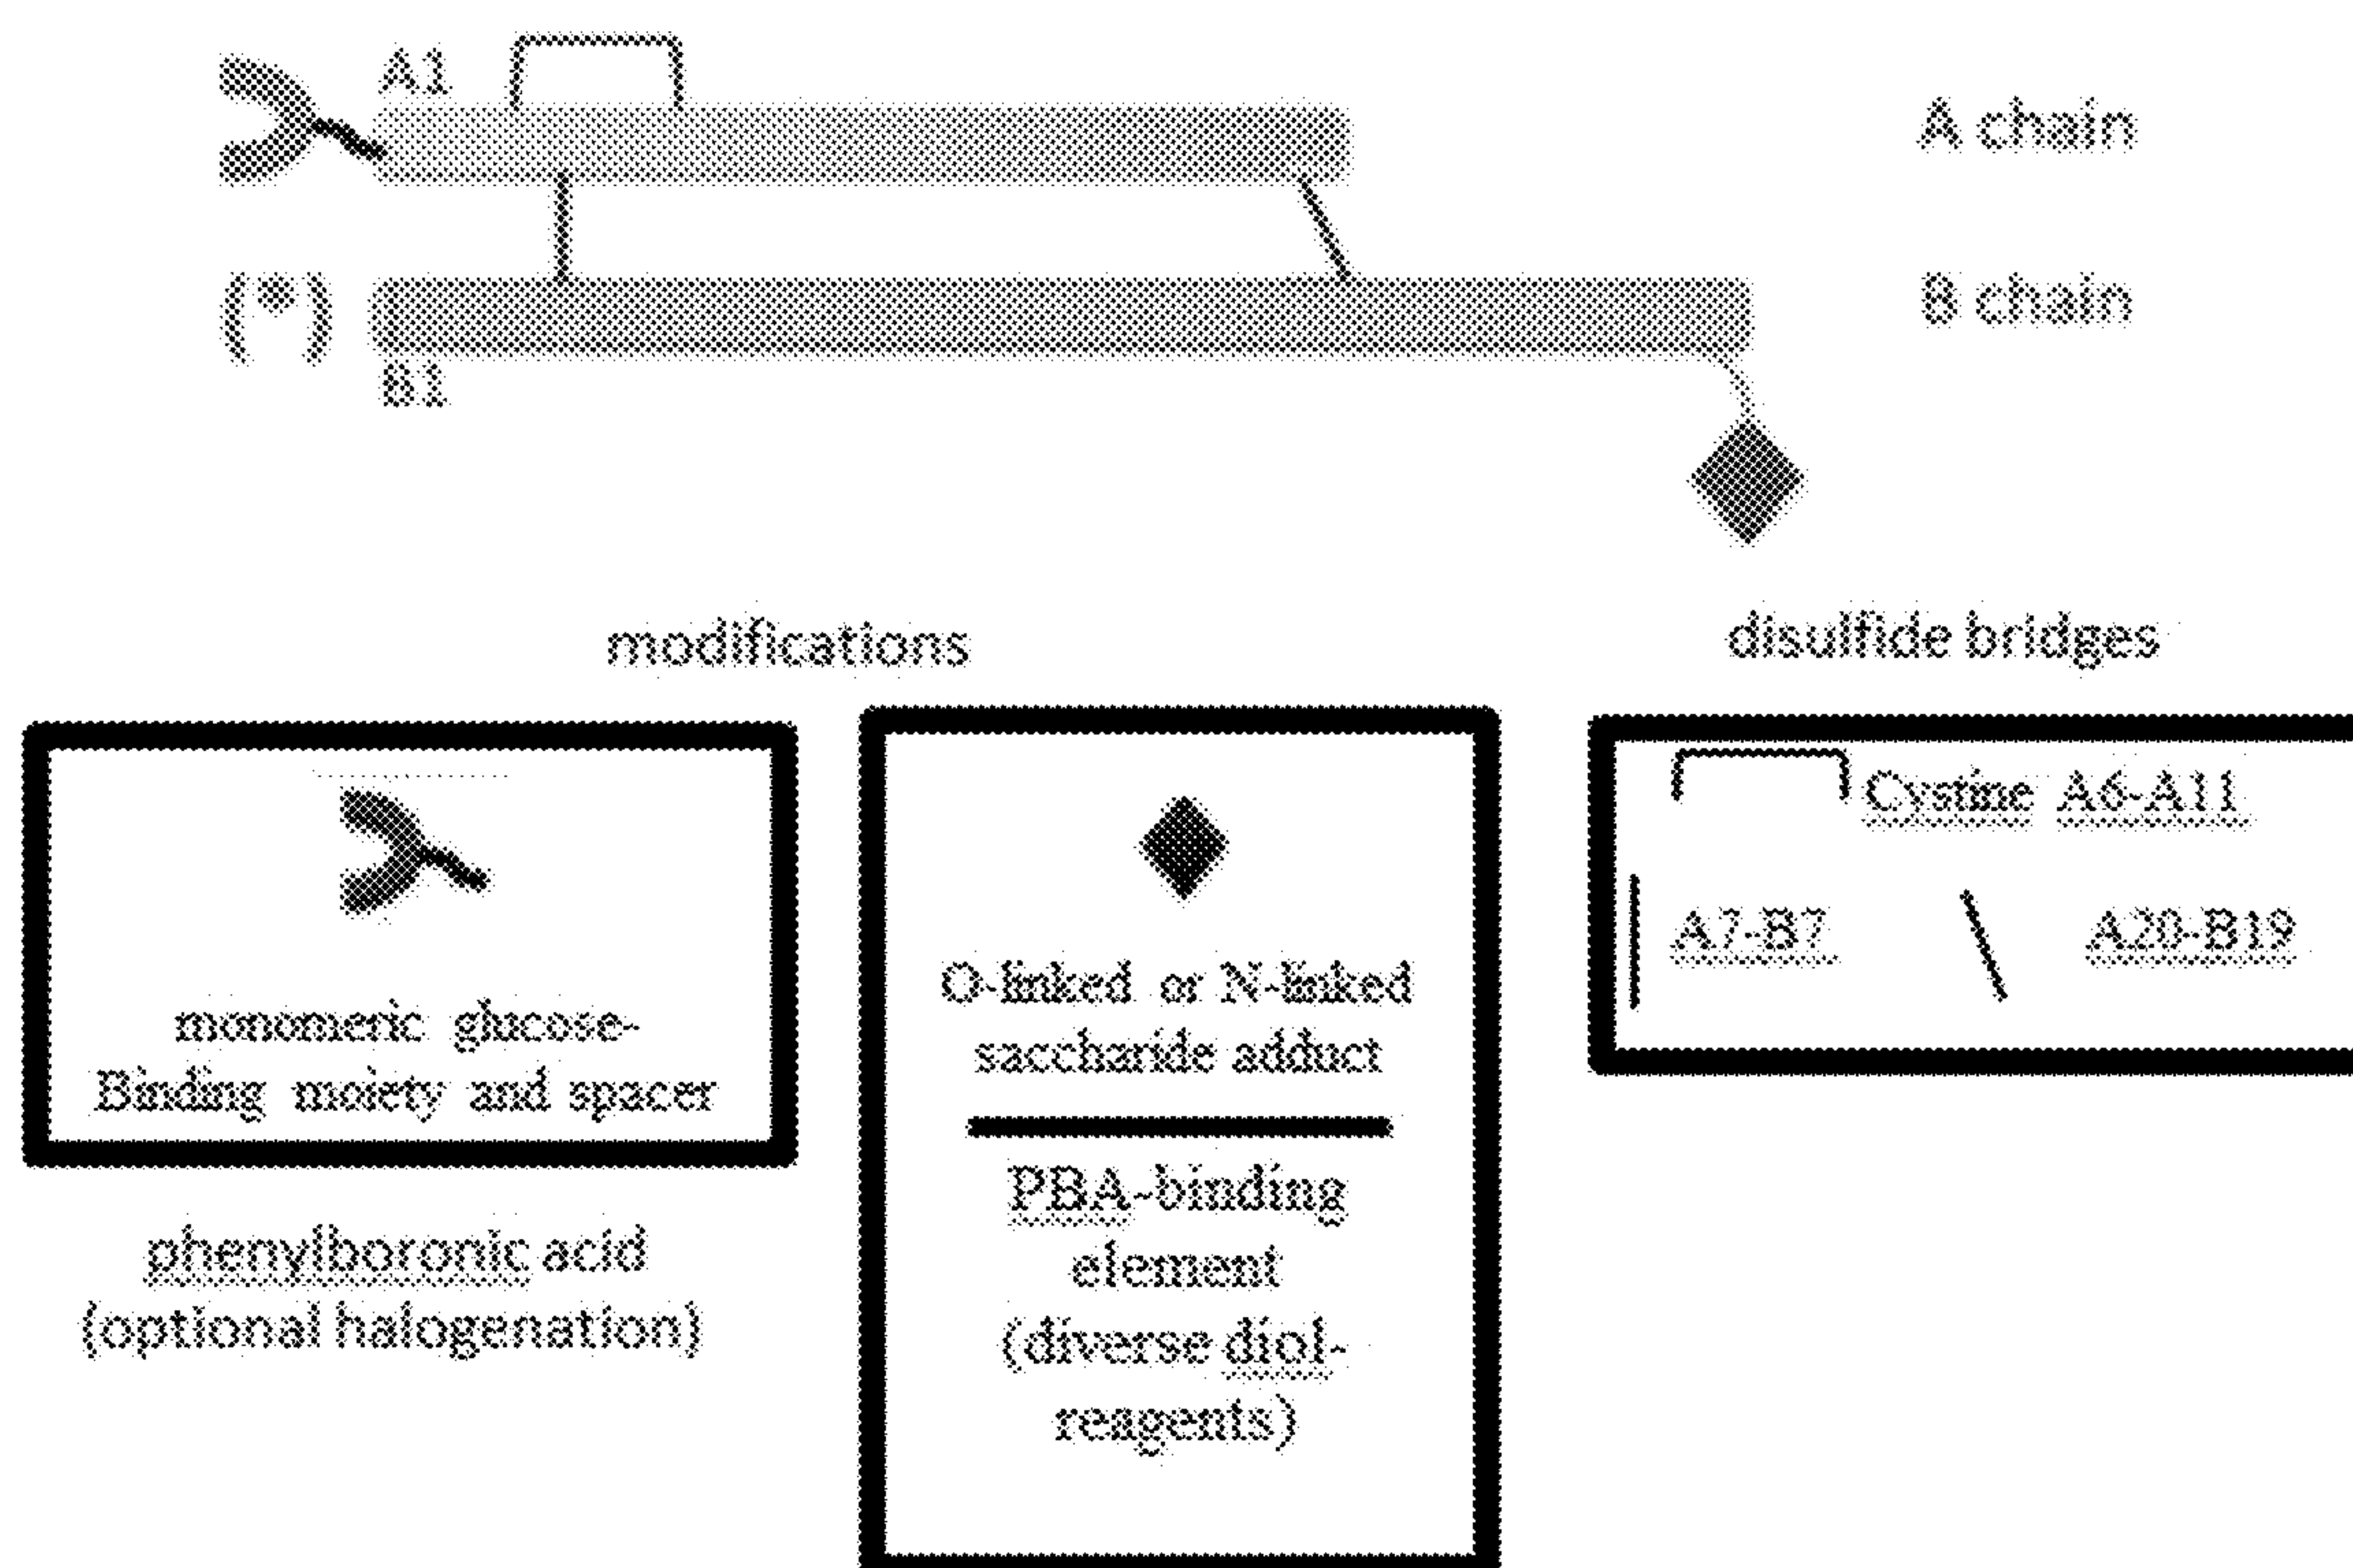 A1
A chain
(*)
B chain
B1
modifications
disulfide bridges
monomeric glucose-
Binding moiety and spacer
phenylboronic acid
(optional halogenation)
O-linked or N-linked
saccharide adduct
PBA-binding
element
(diverse diol-
reagents)
Cystine A6-A11
A7-B7
A20-B19